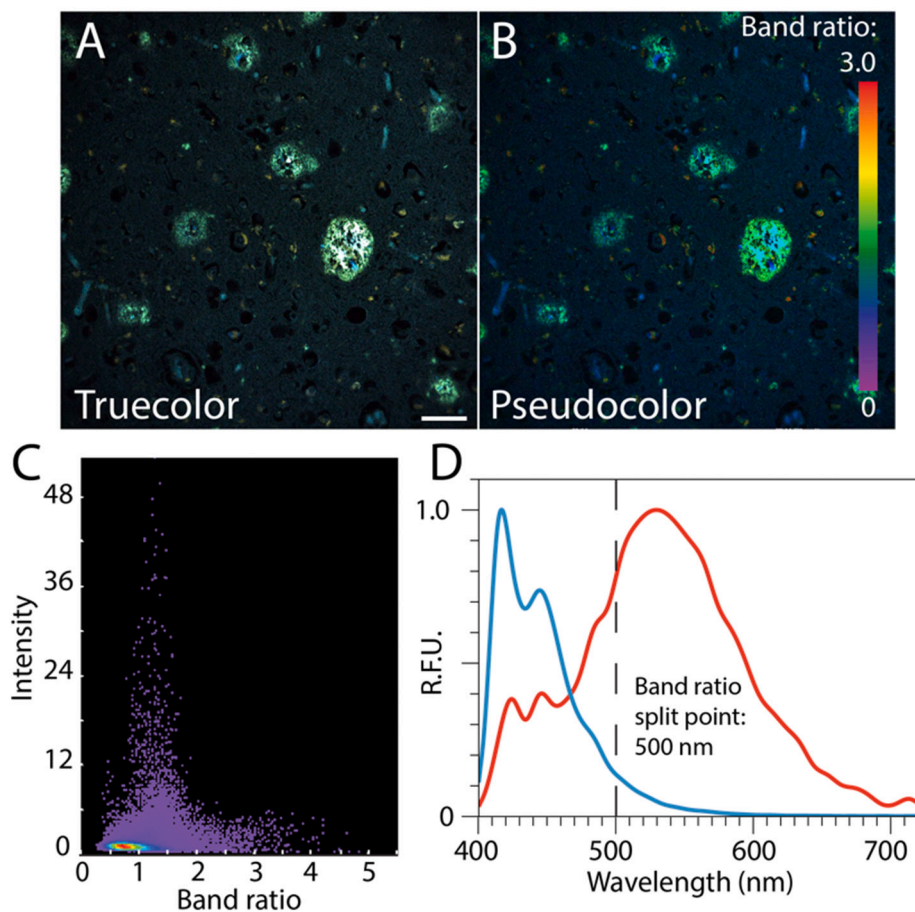 A
Truecolor
B
Band ratio:
3.0
0
Pseudocolor
C
48
36
24
12
0
Intensity
0 1 2 3 4 5
Band ratio
D
1.0
0
R.F.U.
Band ratio
split point:
500 nm
400 500 600 700
Wavelength (nm)